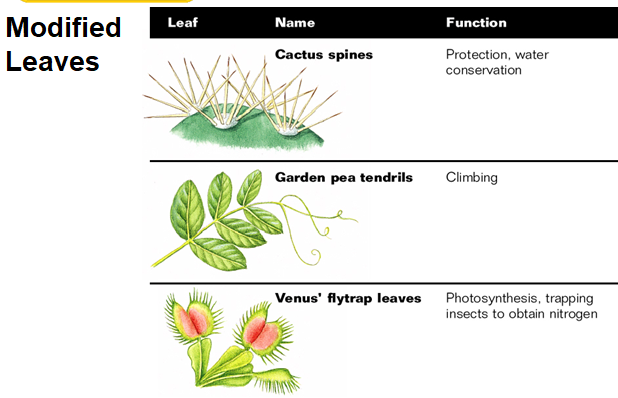 Modified
Leaves
Leaf Name Function
Cactus spines Protection, water
conservation
Garden pea tendrils Climbing
Venus' flytrap leaves Photosynthesis, trapping
insects to obtain nitrogen